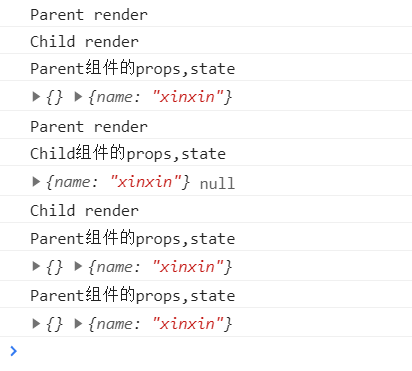 Parent render
Child render
Parent组件的props,state
▶{} ▶{name: "xinxin"}
Parent render
Child组件的props,state
▶{name: "xinxin"} null
Child render
Parent组件的props,state
▶{} ▶{name: "xinxin"}
Parent组件的props,state
▶{} ▶{name: "xinxin"}